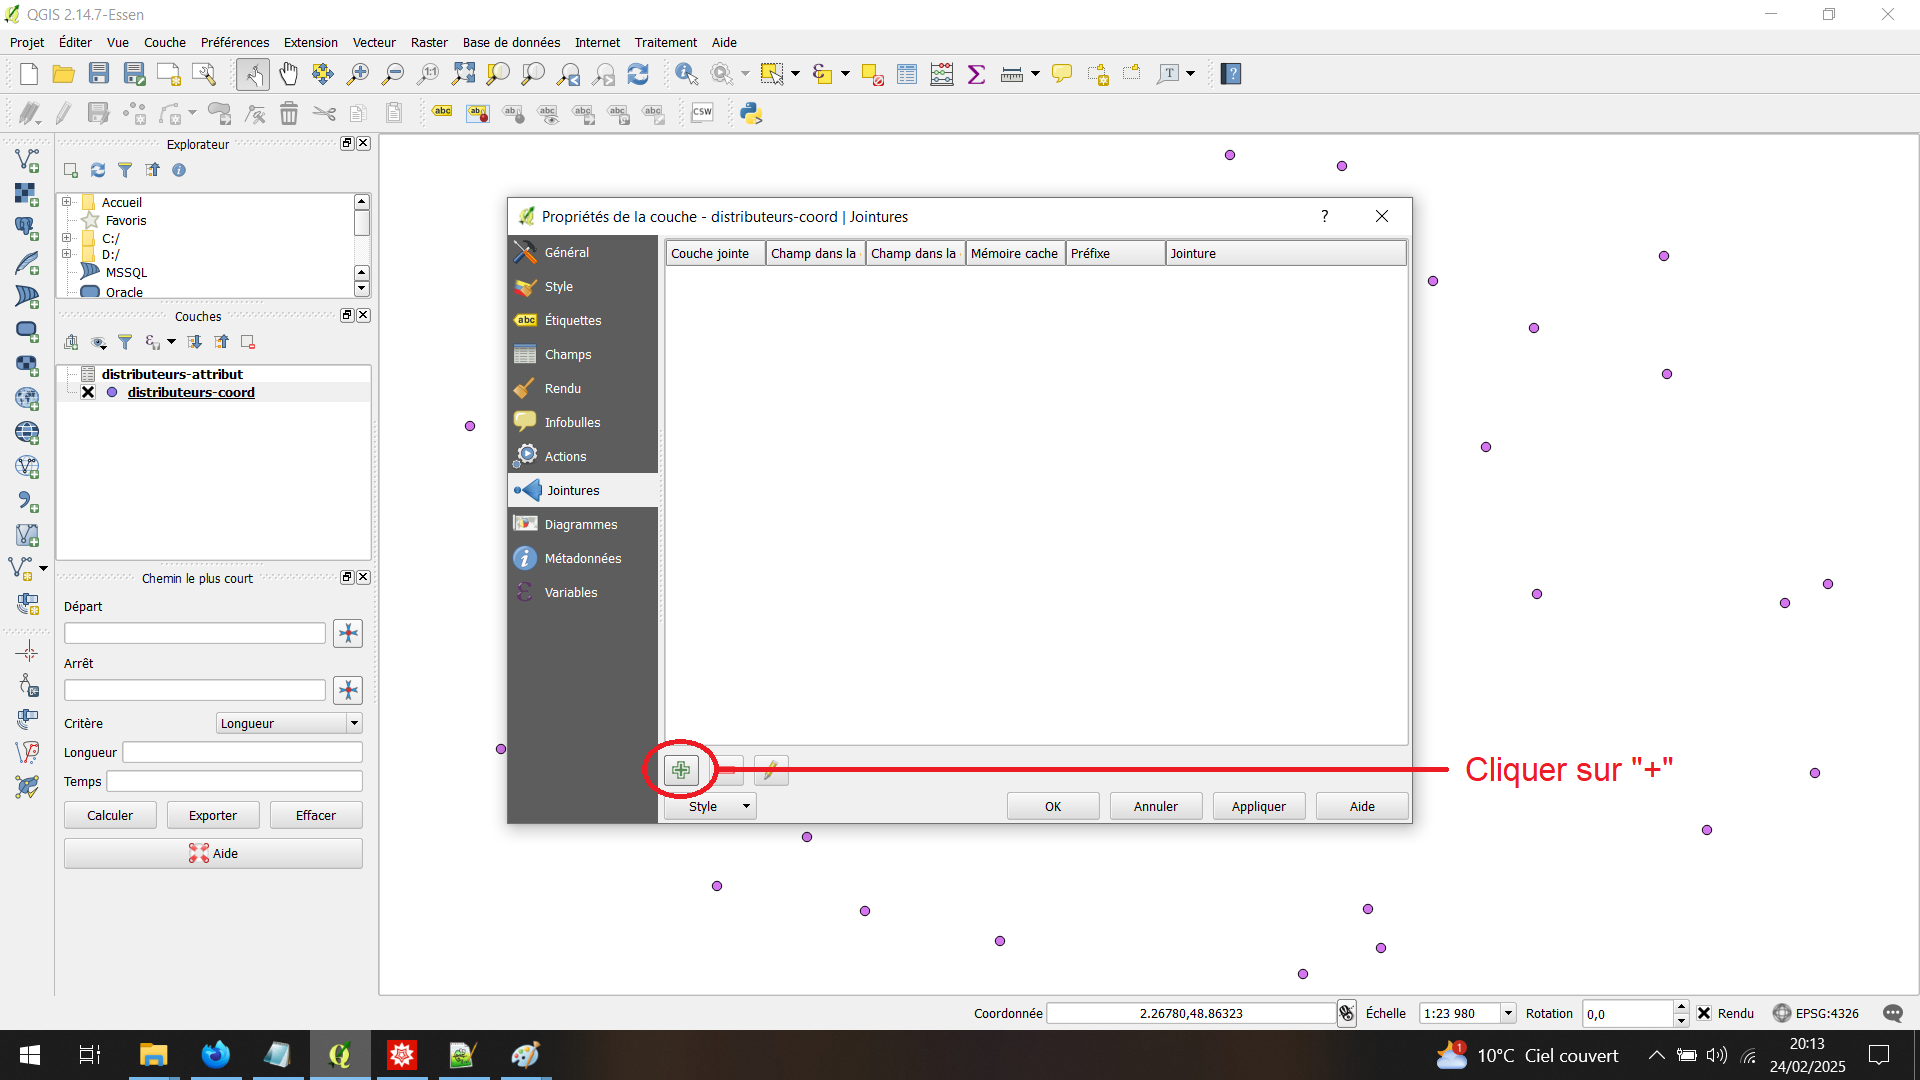 QGIS 2.14.7-Essen
Projet Éditer Vue Couche Préférences Extension Vecteur Raster Base de données Internet Traitement Aide
Explorateur
Accueil
Favoris
C:/
D:/
MSSQL
Oracle
Couches
distributeurs-attribut
distributeurs-coord
Chemin le plus court
Départ
Arrêt
Critère Longueur
Longueur
Temps
Calculer Exporter Effacer
Aide
Propriétés de la couche - distributeurs-coord | Jointures
Général
Style
Étiquettes
Champs
Rendu
Infobulles
Actions
Jointures
Diagrammes
Métadonnées
Variables
Couche jointe Champ dans la Champ dans la Mémoire cache Préfixe Jointure
Cliquer sur "+"
Style OK Annuler Appliquer Aide
Coordonnée 2.26780,48.86323 Échelle 1:23 980 Rotation 0,0 Rendu EPSG:4326
1 10°C Ciel couvert 20:13
24/02/2025